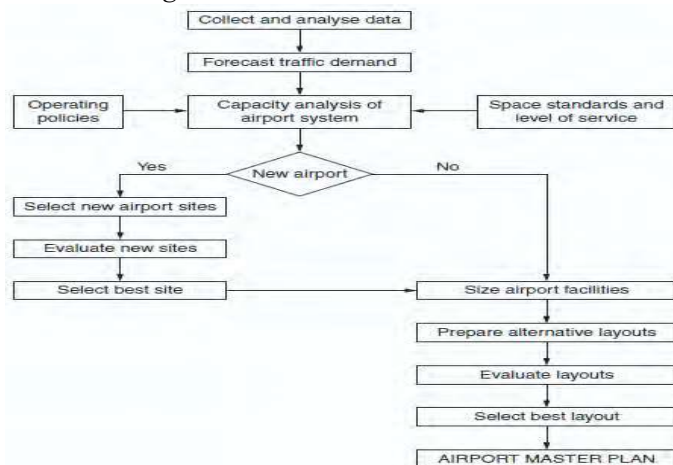 Collect and analyse data
Forecast traffic demand
Operating
policies
Capacity analysis of
airport system
Space standards and
level of service
Yes
New airport
No
Select new airport sites
Evaluate new sites
Select best site
Size airport facilities
Prepare alternative layouts
Evaluate layouts
Select best layout
AIRPORT MASTER PLAN